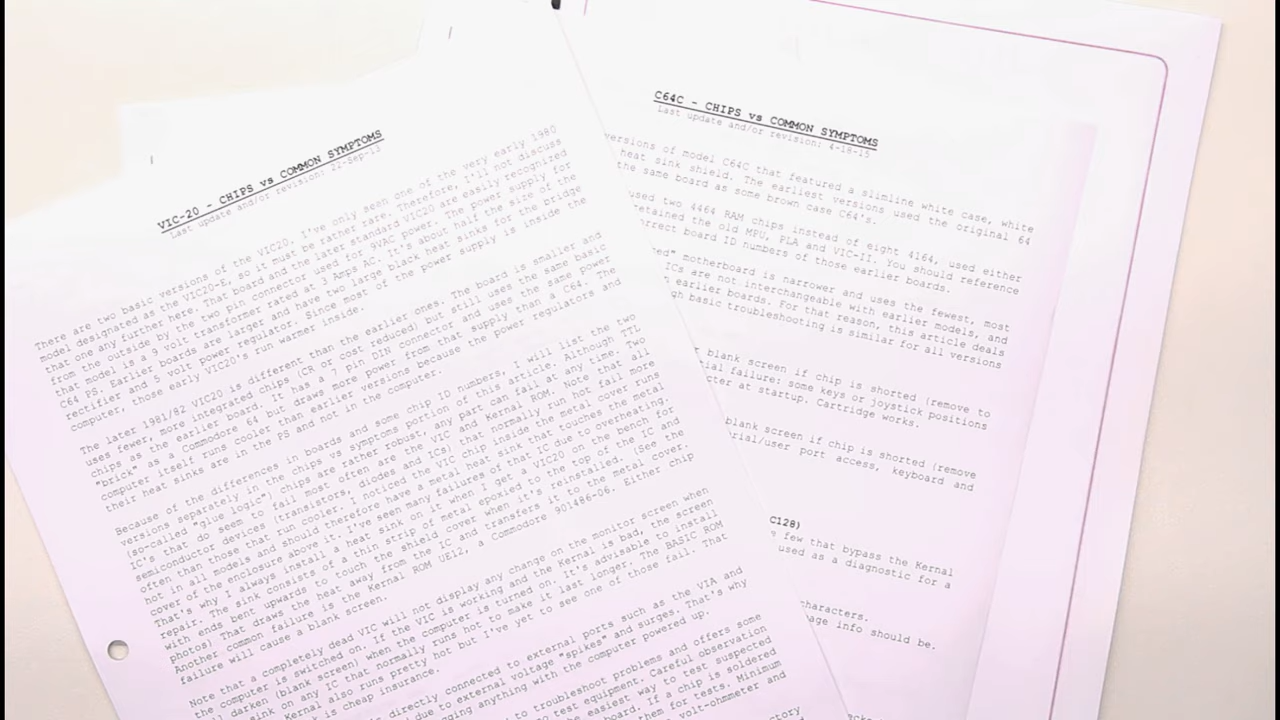 VIC-20 - CHIPS vs COMMON SYMPTOMS
Last update and/or revision: 22-Sep-13
There are two basic versions of the VIC20. I've only seen one of the very early 1980
model designated as the VIC20-E, so it must be rather rare. Therefore, I'll not discuss
that one any further here. That board and the later standard VIC20 are easily recognized
from the outside by the two pin connector used for 9VAC power. The power supply for
that model is a 9 volt transformer rated at 3 Amps AC. It's about half the size of the
C64 PS. Earlier boards are larger and have two large black heat sinks for the bridge
rectifier and 5 volt power regulator. Since most of the power supply is inside the
computer, those early VIC20's run warmer inside.
The later 1981/82 VIC20 is different than the earlier ones. The board is smaller and
uses fewer, more integrated chips (CR or cost reduced) but still uses the same basic
chips as the earlier board. It has a 7 pin DIN connector and uses the same power
"brick" as a Commodore 64 but draws more power from that supply than a C64. The
computer itself runs cooler than earlier versions because the power regulators and
their heat sinks are in the PS and not in the computer.
Because of the differences in boards and some chip ID numbers, I will list the two
versions separately in the chips vs symptoms portion of this article. Although TTL
(so-called "glue logic") chips are rather robust, any part can fail at any time. Two
IC's that do seem to fail most often are the VIC and Kernal ROM. Note that all
semiconductor devices (transistors, diodes and ICs) that normally run hot fail more
often than those that run cooler. I noticed the VIC chip inside the metal cover runs
hot in all models and should therefore have a metal heat sink that touches the metal
cover of the enclosure above it. I've seen many failures of that IC due to overheating.
That's why I always install a heat sink on it when I get a VIC20 on the bench for
repair. The sink consists of a thin strip of metal epoxied to the top of the IC and
with ends bent upwards to touch the shield cover when it's reinstalled. (See the
photos) That draws the heat away from the IC and transfers it to the metal cover.
Another common failure is the Kernal ROM UE12, a Commodore 901486-06. Either chip
failure will cause a blank screen.
Note that a completely dead VIC will not display any change on the monitor screen when
the computer is switched on. If the VIC is working and the Kernal is bad, the screen
will darken (blank screen) when the computer is turned on. It's advisable to install
sink on any IC that normally runs hot to make it last longer. The BASIC ROM
Kernal also runs pretty hot but I've yet to see one of those fail. That
is cheap insurance.
directly connected to external ports such as the VIA and
due to external voltage "spikes" and surges. That's why
plugging anything with the computer powered up.
to troubleshoot problems and offers some
test equipment. Careful observation
the easiest way to test suspected
board. If a chip is soldered
them for tests. Minimum
volt-ohmmeter and
C64C - CHIPS vs COMMON SYMPTOMS
Last update and/or revision: 4-18-15
versions of model C64C that featured a slimline white case, white
heat sink shield. The earliest versions used the original 64
the same board as some brown case C64's.
used two 4464 RAM chips instead of eight 4164, used either
retained the old MPU, PLA and VIC-II. You should reference
correct board ID numbers of those earlier boards.
motherboard is narrower and uses the fewest, most
ICs are not interchangeable with earlier models, and
earlier boards. For that reason, this article deals
basic troubleshooting is similar for all versions
blank screen if chip is shorted (remove to
failure: some keys or joystick positions
at startup. Cartridge works.
blank screen if chip is shorted (remove
port access, keyboard and
C128)
few that bypass the Kernal
used as a diagnostic for a
characters.
info should be.